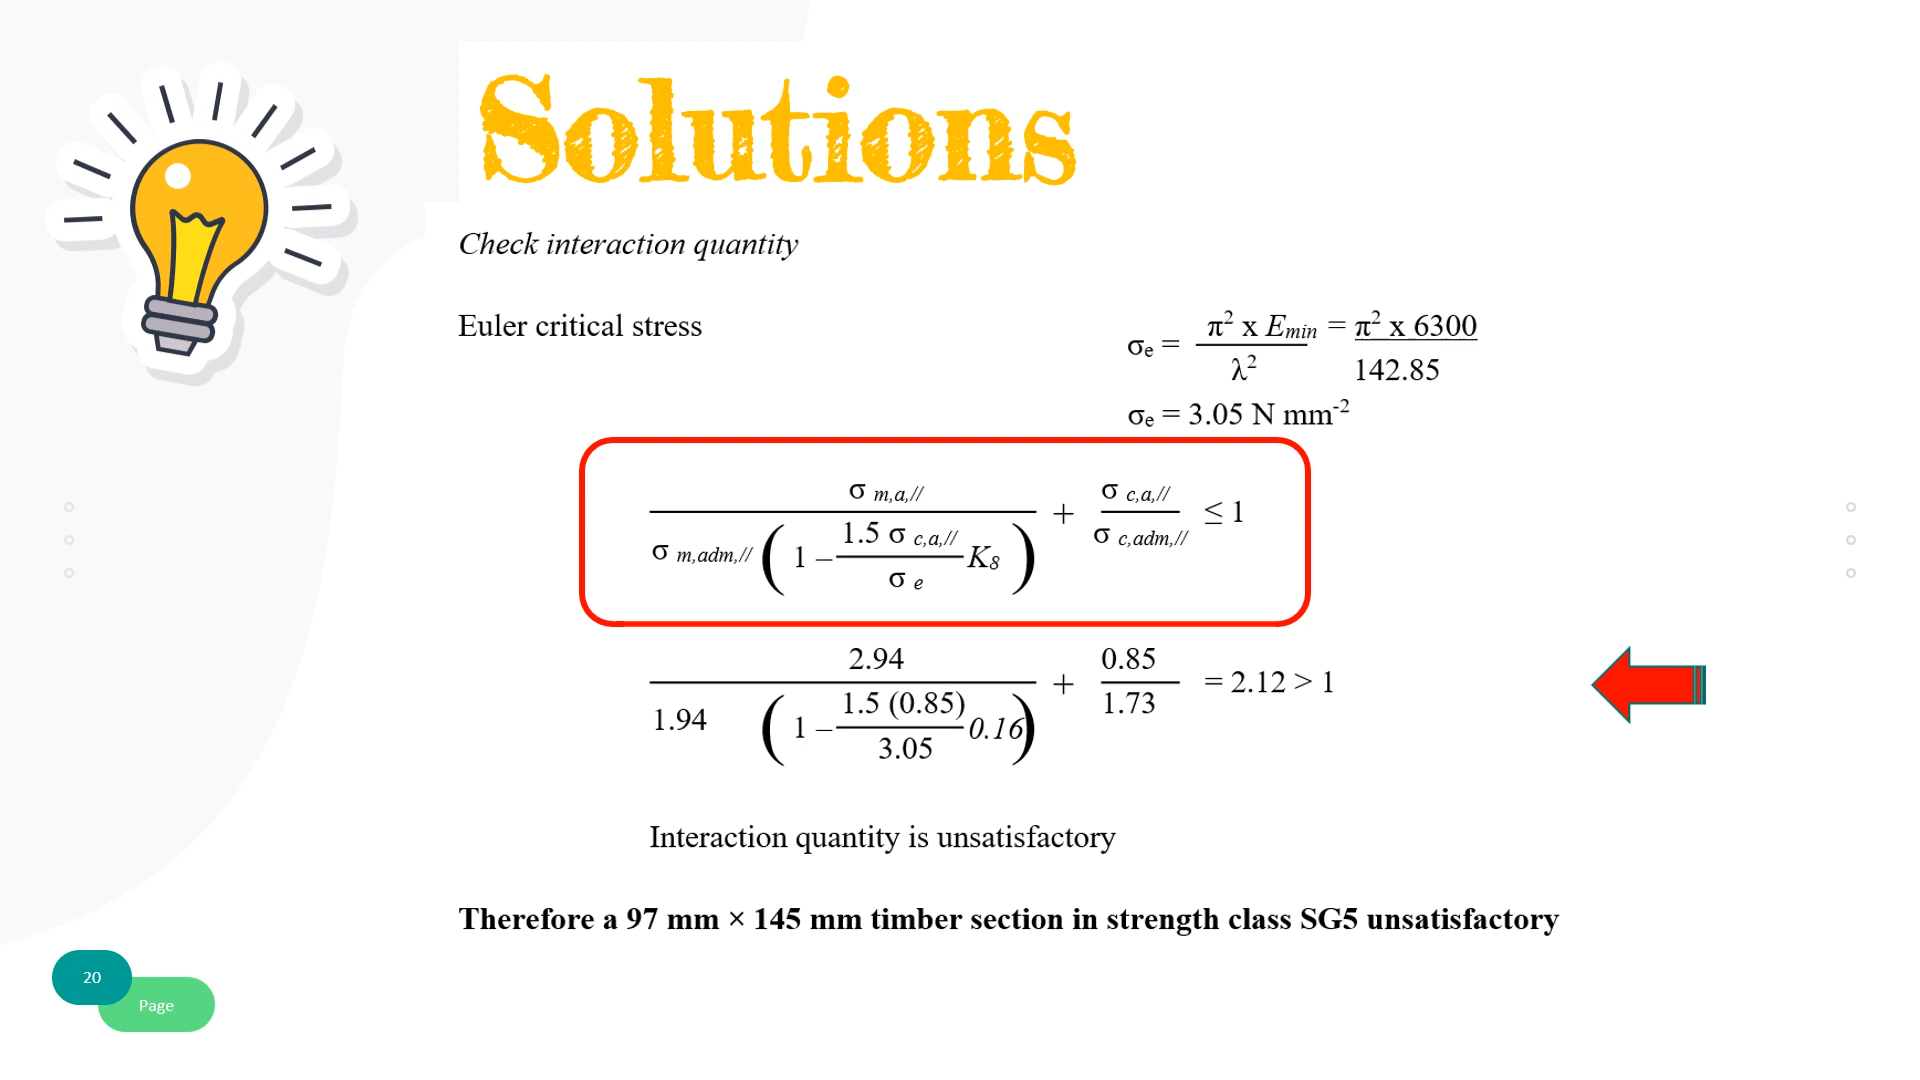 Solutions
Check interaction quantity
Euler critical stress
σe = π² x Emin / λ² = π² x 6300 / 142.85
σe = 3.05 N mm-2
σ m,a,// / σ m,adm,// ( 1 – 1.5 σ c,a,// / σ e K8 ) + σ c,a,// / σ c,adm,// ≤ 1
2.94 / 1.94 ( 1 – 1.5 (0.85) / 3.05 0.16 ) + 0.85 / 1.73 = 2.12 > 1
Interaction quantity is unsatisfactory
Therefore a 97 mm × 145 mm timber section in strength class SG5 unsatisfactory
20
Page